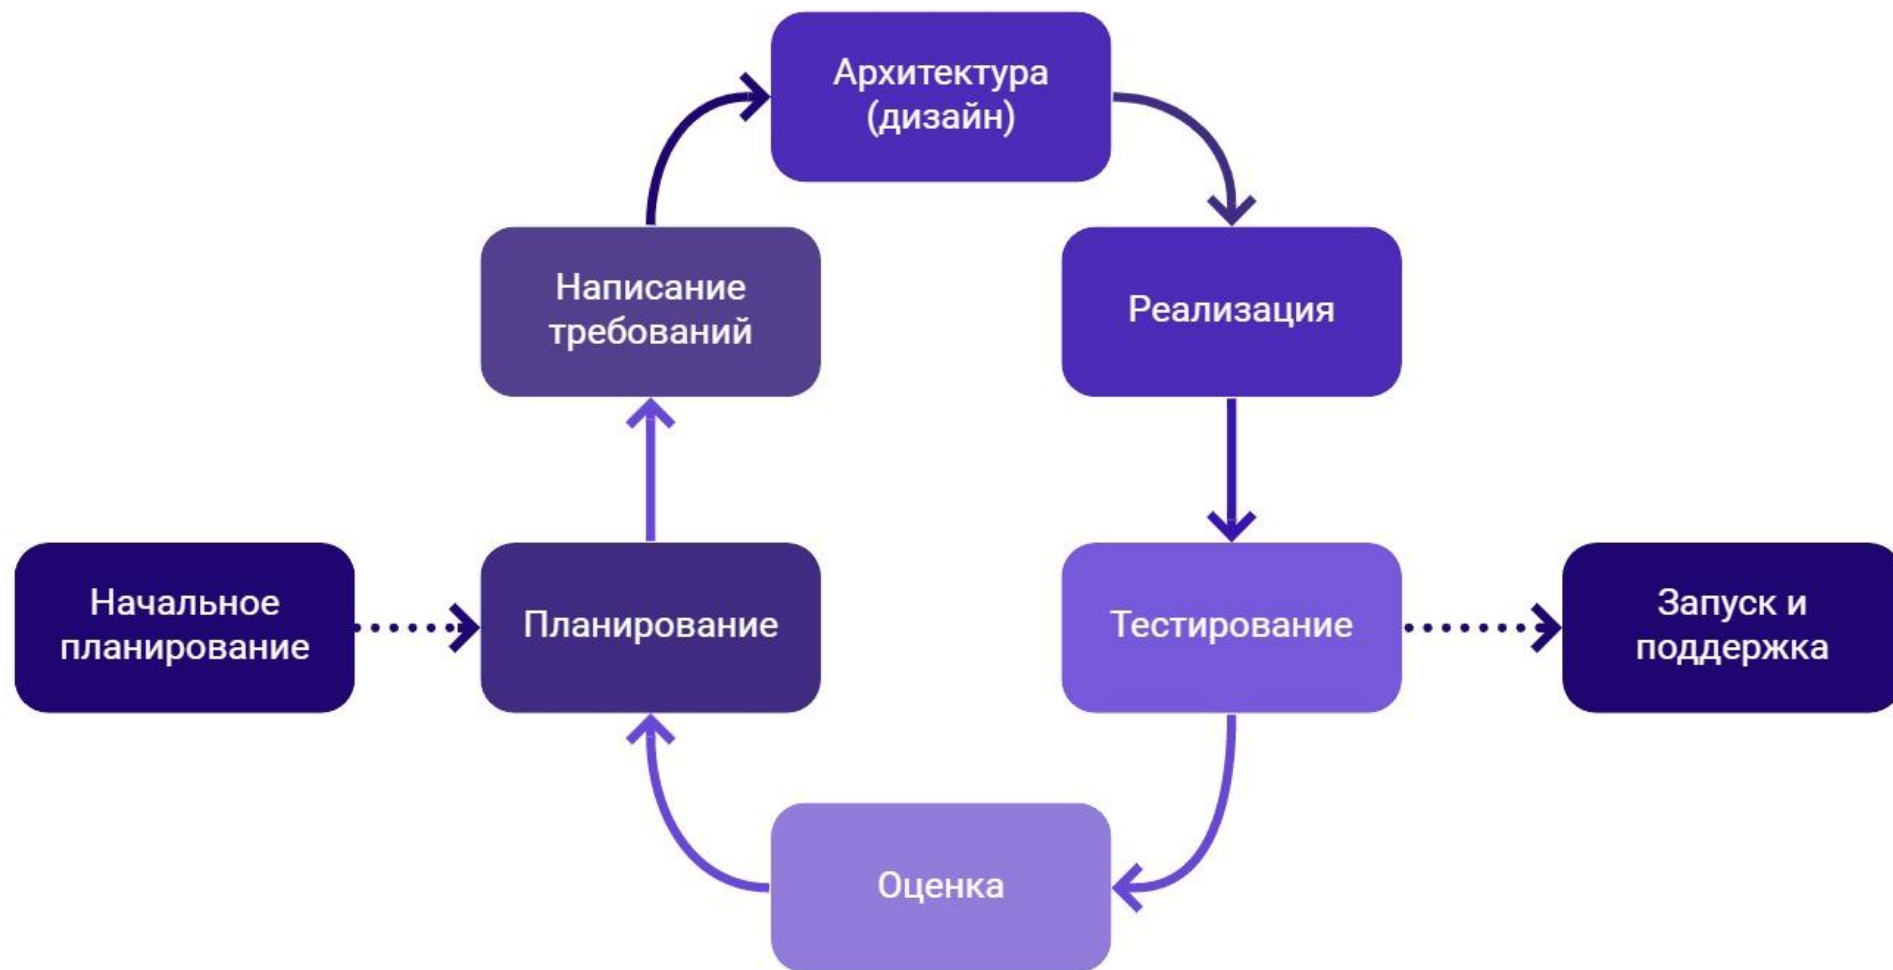 Архитектура
(дизайн)
Написание
требований
Реализация
Начальное
планирование
Планирование
Тестирование
Запуск и
поддержка
Оценка